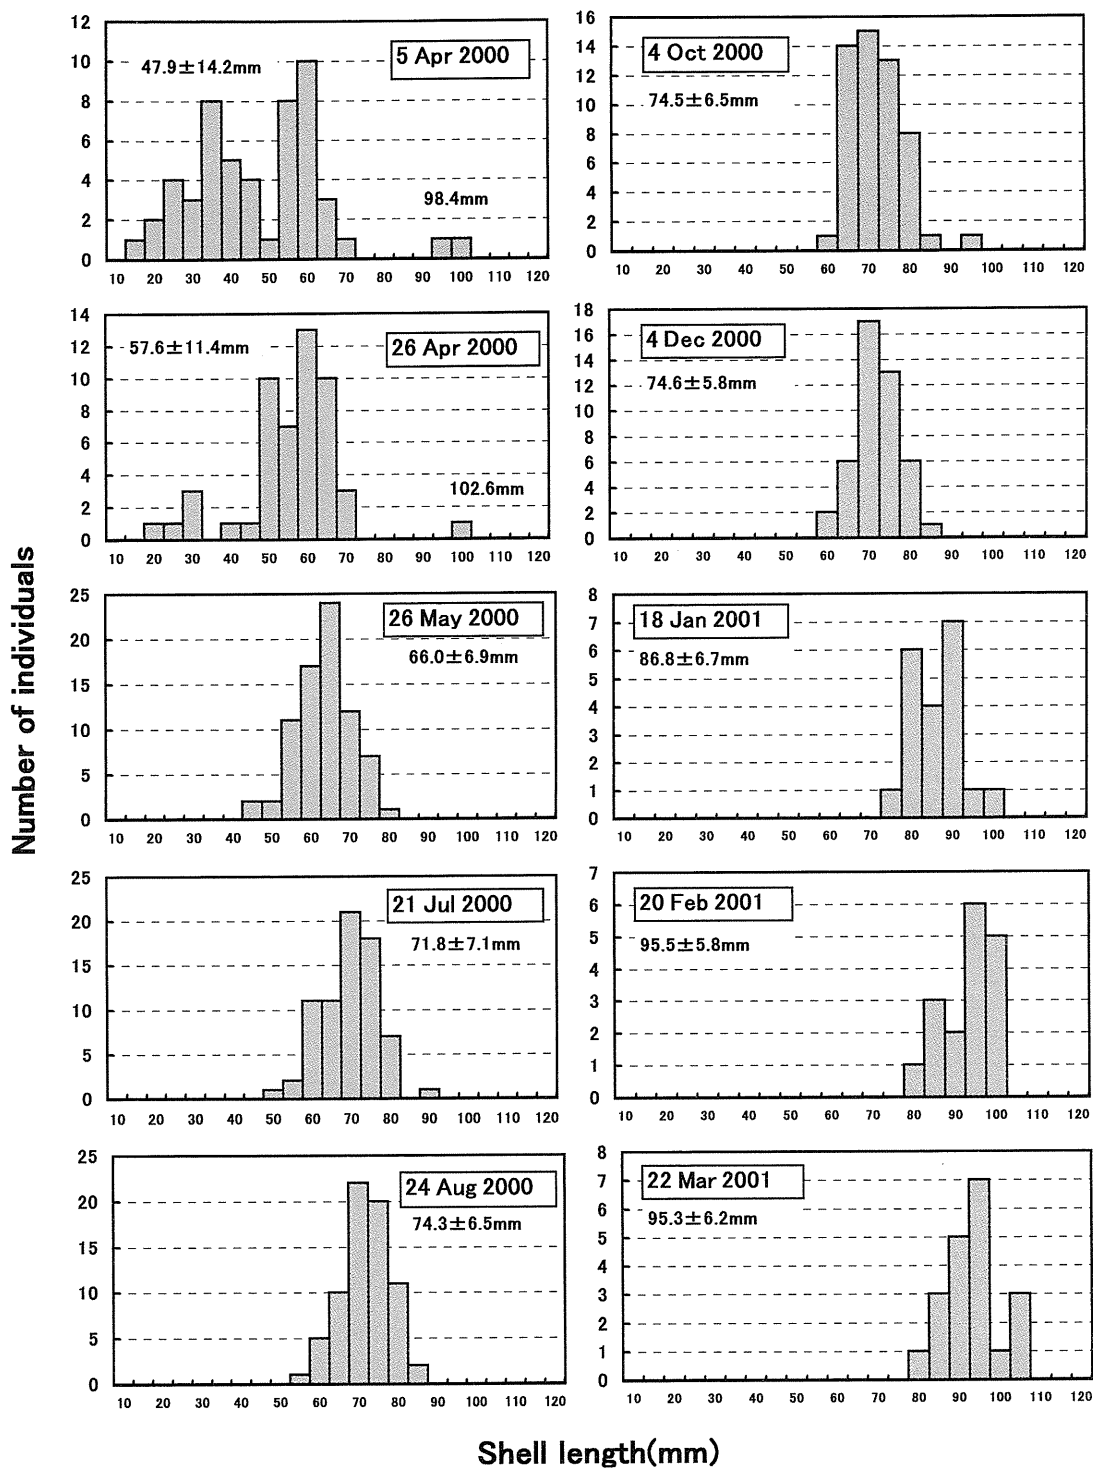 Number of individuals
12
10
8
6
4
2
0
5 Apr 2000
47.9±14.2mm
98.4mm
10 20 30 40 50 60 70 80 90 100 110 120
14
12
10
8
6
4
2
0
26 Apr 2000
57.6±11.4mm
102.6mm
10 20 30 40 50 60 70 80 90 100 110 120
25
20
15
10
5
0
26 May 2000
66.0±6.9mm
10 20 30 40 50 60 70 80 90 100 110 120
25
20
15
10
5
0
21 Jul 2000
71.8±7.1mm
10 20 30 40 50 60 70 80 90 100 110 120
25
20
15
10
5
0
24 Aug 2000
74.3±6.5mm
10 20 30 40 50 60 70 80 90 100 110 120
16
14
12
10
8
6
4
2
0
4 Oct 2000
74.5±6.5mm
10 20 30 40 50 60 70 80 90 100 110 120
18
16
14
12
10
8
6
4
2
0
4 Dec 2000
74.6±5.8mm
10 20 30 40 50 60 70 80 90 100 110 120
8
7
6
5
4
3
2
1
0
18 Jan 2001
86.8±6.7mm
10 20 30 40 50 60 70 80 90 100 110 120
7
6
5
4
3
2
1
0
20 Feb 2001
95.5±5.8mm
10 20 30 40 50 60 70 80 90 100 110 120
8
7
6
5
4
3
2
1
0
22 Mar 2001
95.3±6.2mm
10 20 30 40 50 60 70 80 90 100 110 120
Shell length(mm)